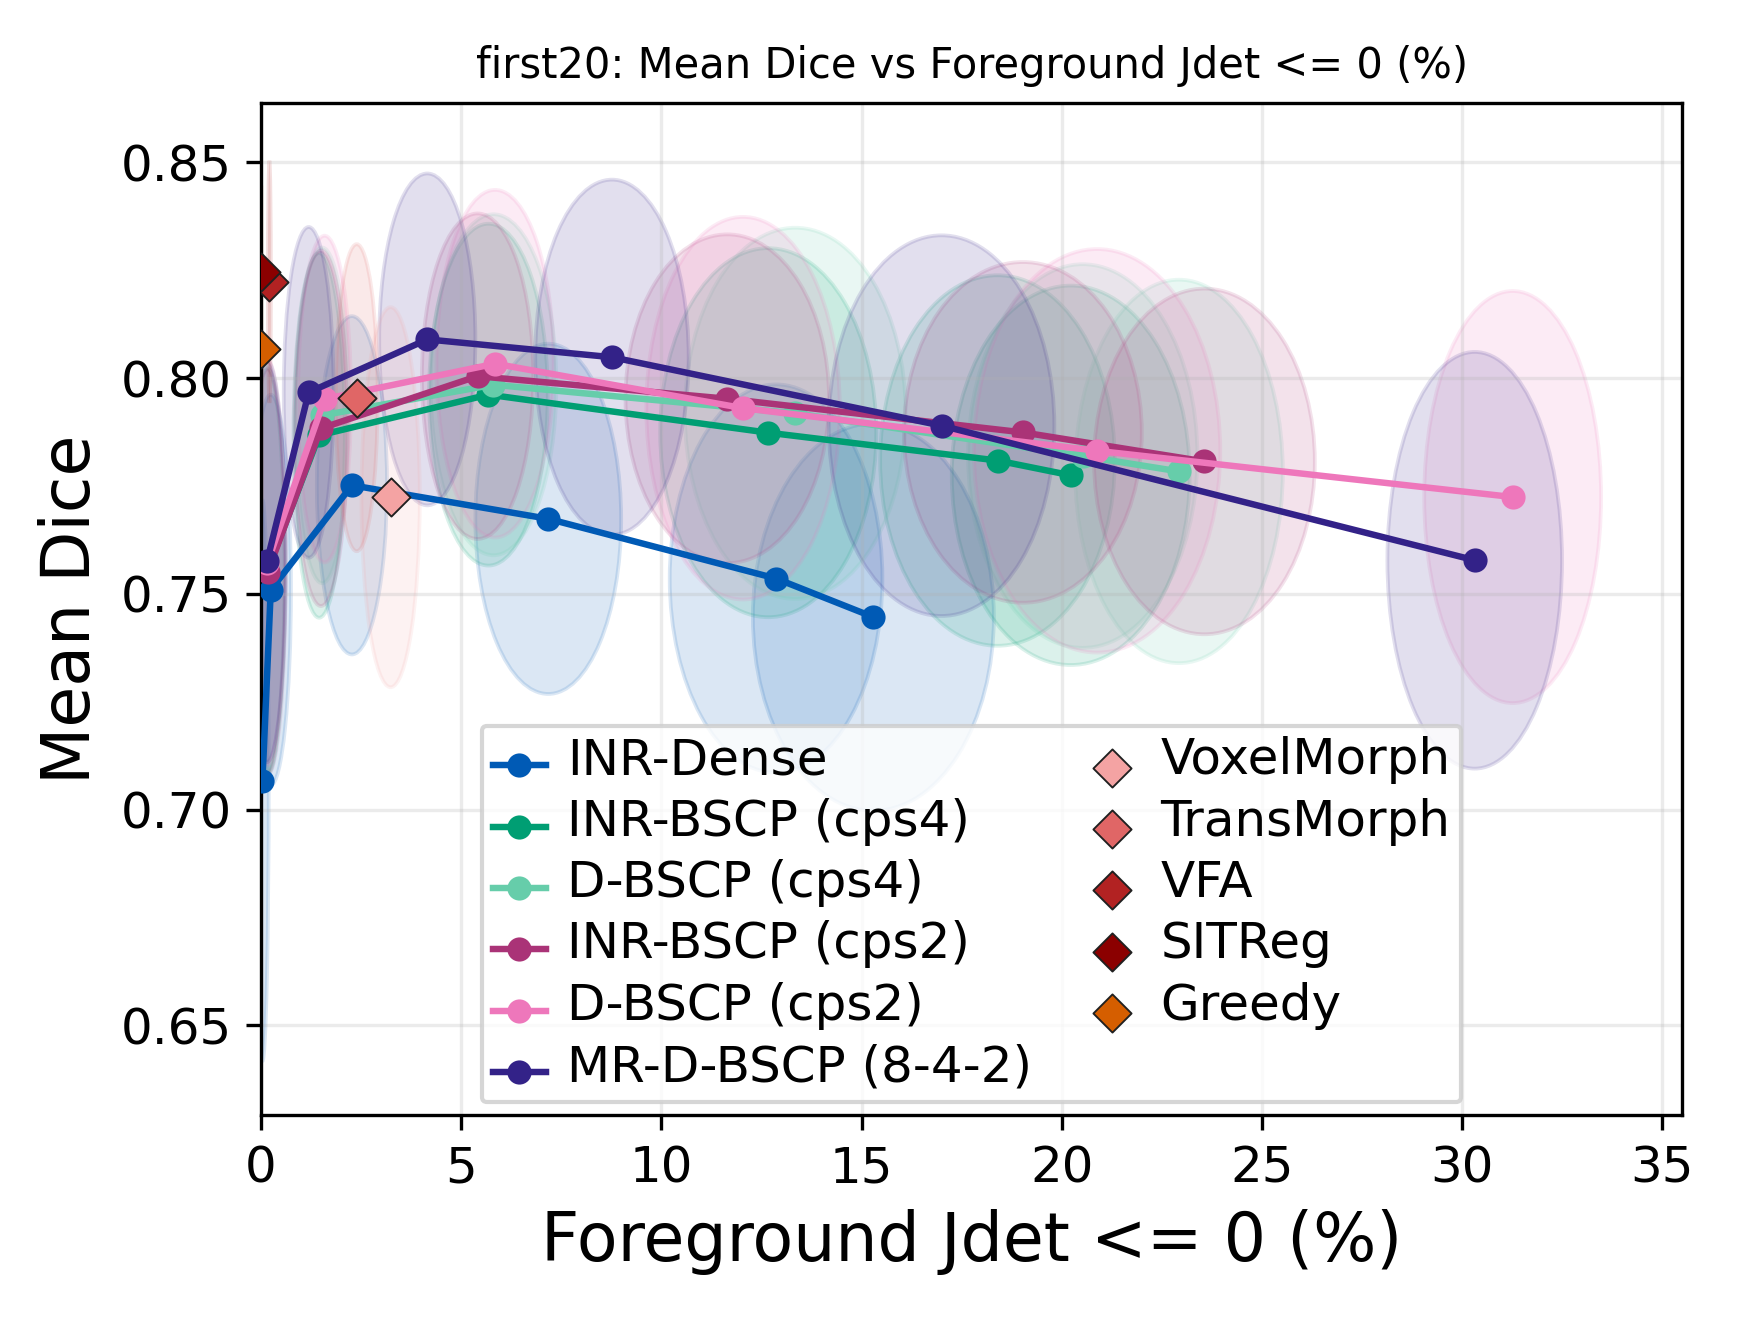 first20: Mean Dice vs Foreground Jdet <= 0 (%)
Mean Dice
0.85
0.80
0.75
0.70
0.65
INR-Dense
INR-BSCP (cps4)
D-BSCP (cps4)
INR-BSCP (cps2)
D-BSCP (cps2)
MR-D-BSCP (8-4-2)
VoxelMorph
TransMorph
VFA
SITReg
Greedy
0 5 10 15 20 25 30 35
Foreground Jdet <= 0 (%)